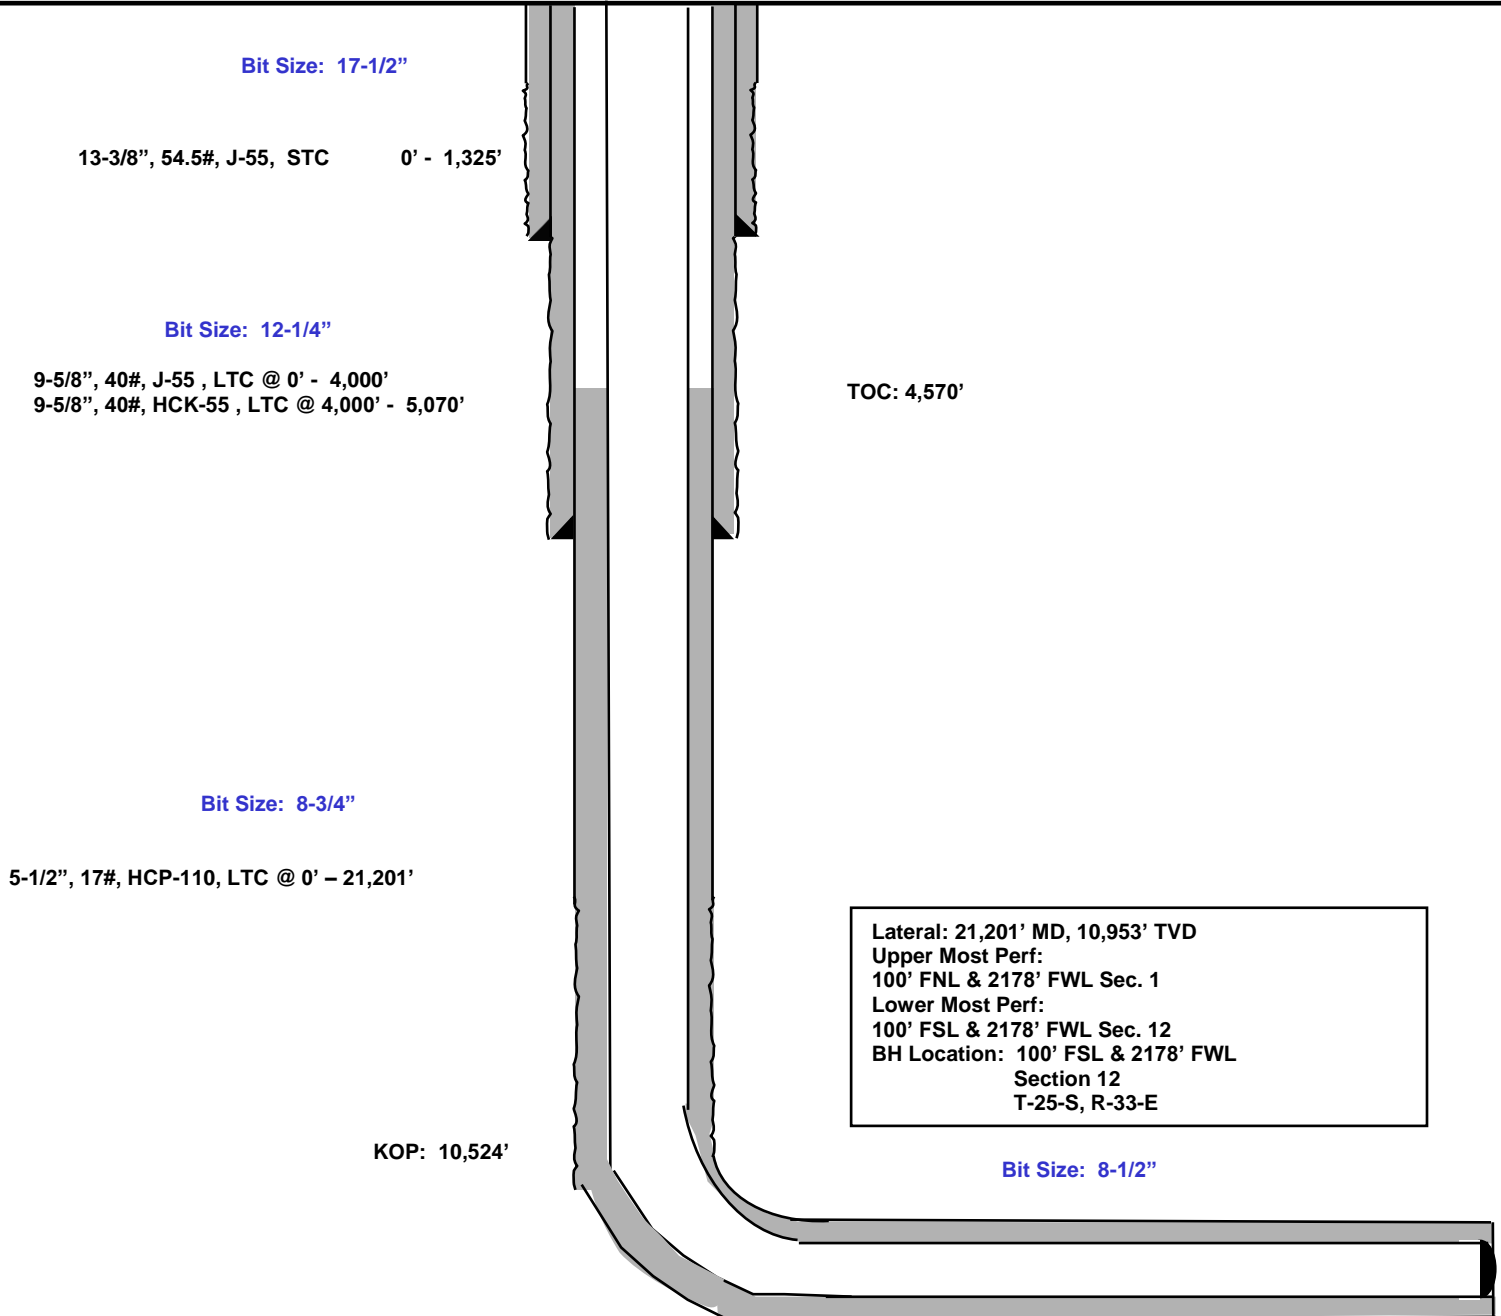 Bit Size: 17-1/2”
13-3/8”, 54.5#, J-55, STC 0’ - 1,325’
Bit Size: 12-1/4”
9-5/8”, 40#, J-55 , LTC @ 0’ - 4,000’
9-5/8”, 40#, HCK-55 , LTC @ 4,000’ - 5,070’
TOC: 4,570’
Bit Size: 8-3/4”
5-1/2”, 17#, HCP-110, LTC @ 0’ – 21,201’
Lateral: 21,201’ MD, 10,953’ TVD
Upper Most Perf:
100’ FNL & 2178’ FWL Sec. 1
Lower Most Perf:
100’ FSL & 2178’ FWL Sec. 12
BH Location: 100’ FSL & 2178’ FWL
Section 12
T-25-S, R-33-E
KOP: 10,524’
Bit Size: 8-1/2”